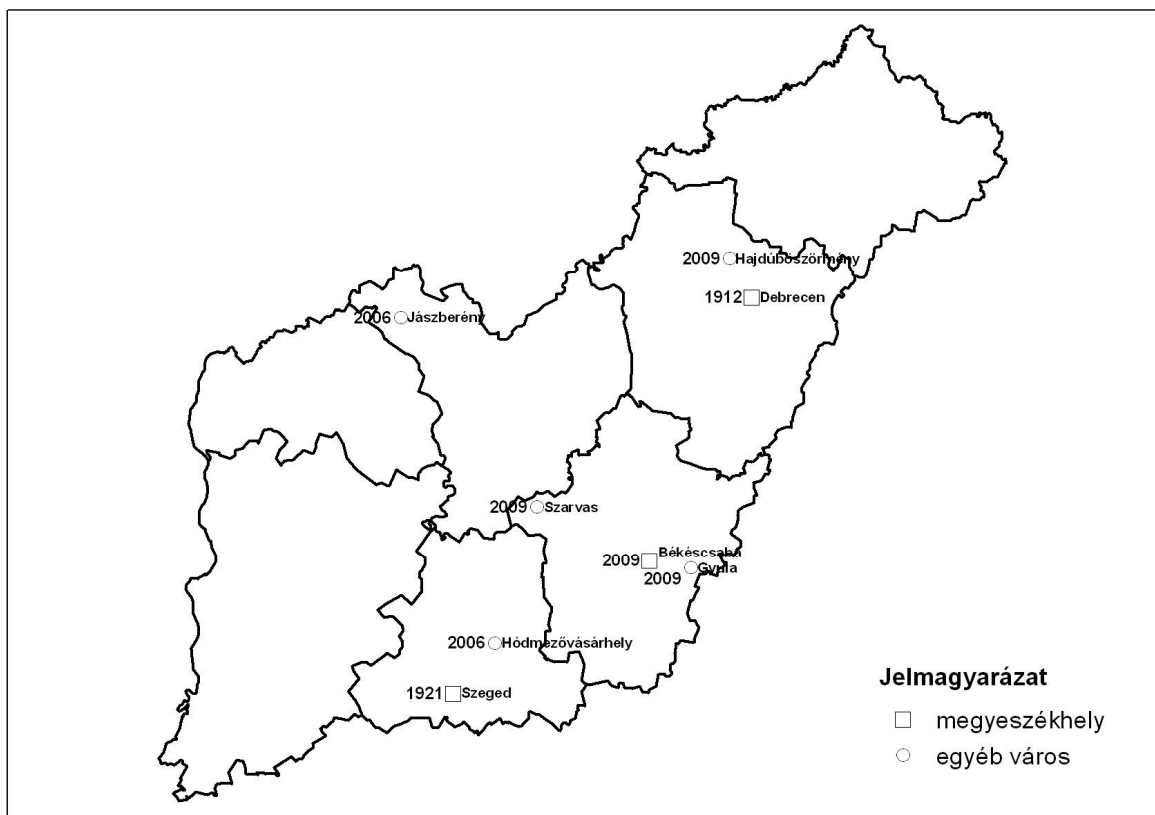 2009 Hajdúböszörmény
1912 Debrecen
2006 Jászberény
2009 Szarvas
2009 Békéscsaba
2009 Gyula
2006 Hódmezővásárhely
1921 Szeged
Jelmagyarázat
megyeszékhely
egyéb város